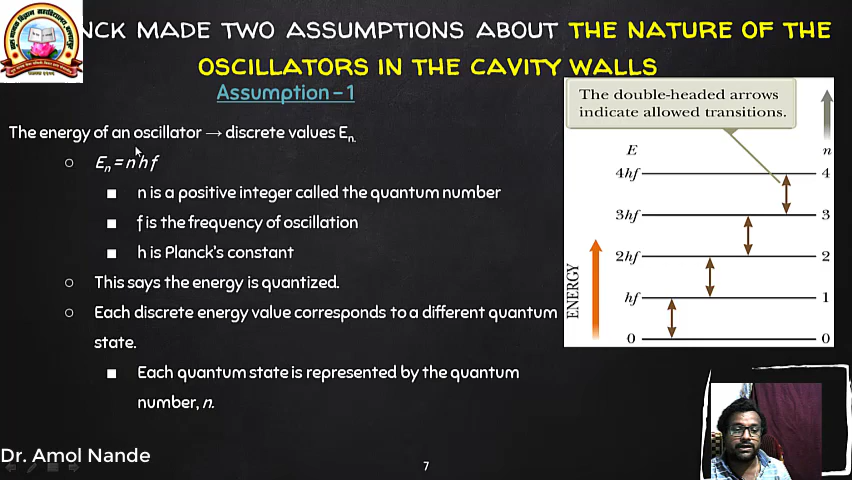 NCK MADE TWO ASSUMPTIONS ABOUT THE NATURE OF THE
OSCILLATORS IN THE CAVITY WALLS
Assumption – 1
The energy of an oscillator → discrete values En.
○ En = n h f
■ n is a positive integer called the quantum number
■ f is the frequency of oscillation
■ h is Planck's constant
○ This says the energy is quantized.
○ Each discrete energy value corresponds to a different quantum
state.
■ Each quantum state is represented by the quantum
number, n.
The double-headed arrows
indicate allowed transitions.
E n
4hf 4
3hf 3
2hf 2
hf 1
0 0
ENERGY
Dr. Amol Nande
7